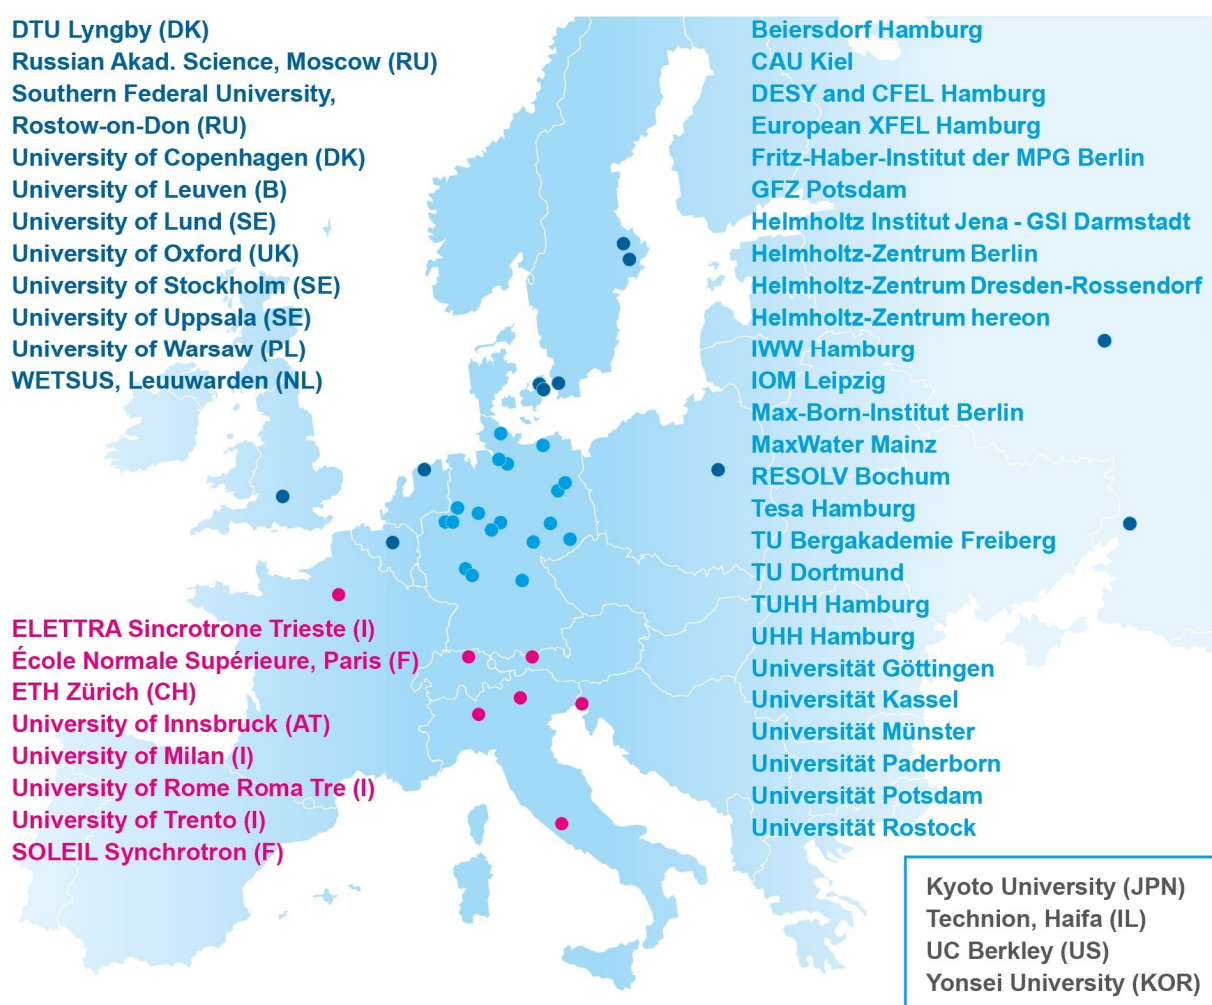 DTU Lyngby (DK)
Russian Akad. Science, Moscow (RU)
Southern Federal University,
Rostow-on-Don (RU)
University of Copenhagen (DK)
University of Leuven (B)
University of Lund (SE)
University of Oxford (UK)
University of Stockholm (SE)
University of Uppsala (SE)
University of Warsaw (PL)
WETSUS, Leuuwarden (NL)
ELETTRA Sincrotrone Trieste (I)
École Normale Supérieure, Paris (F)
ETH Zürich (CH)
University of Innsbruck (AT)
University of Milan (I)
University of Rome Roma Tre (I)
University of Trento (I)
SOLEIL Synchrotron (F)
Beiersdorf Hamburg
CAU Kiel
DESY and CFEL Hamburg
European XFEL Hamburg
Fritz-Haber-Institut der MPG Berlin
GFZ Potsdam
Helmholtz Institut Jena - GSI Darmstadt
Helmholtz-Zentrum Berlin
Helmholtz-Zentrum Dresden-Rossendorf
Helmholtz-Zentrum hereon
IWW Hamburg
IOM Leipzig
Max-Born-Institut Berlin
MaxWater Mainz
RESOLV Bochum
Tesa Hamburg
TU Bergakademie Freiberg
TU Dortmund
TUHH Hamburg
UHH Hamburg
Universität Göttingen
Universität Kassel
Universität Münster
Universität Paderborn
Universität Potsdam
Universität Rostock
Kyoto University (JPN)
Technion, Haifa (IL)
UC Berkley (US)
Yonsei University (KOR)